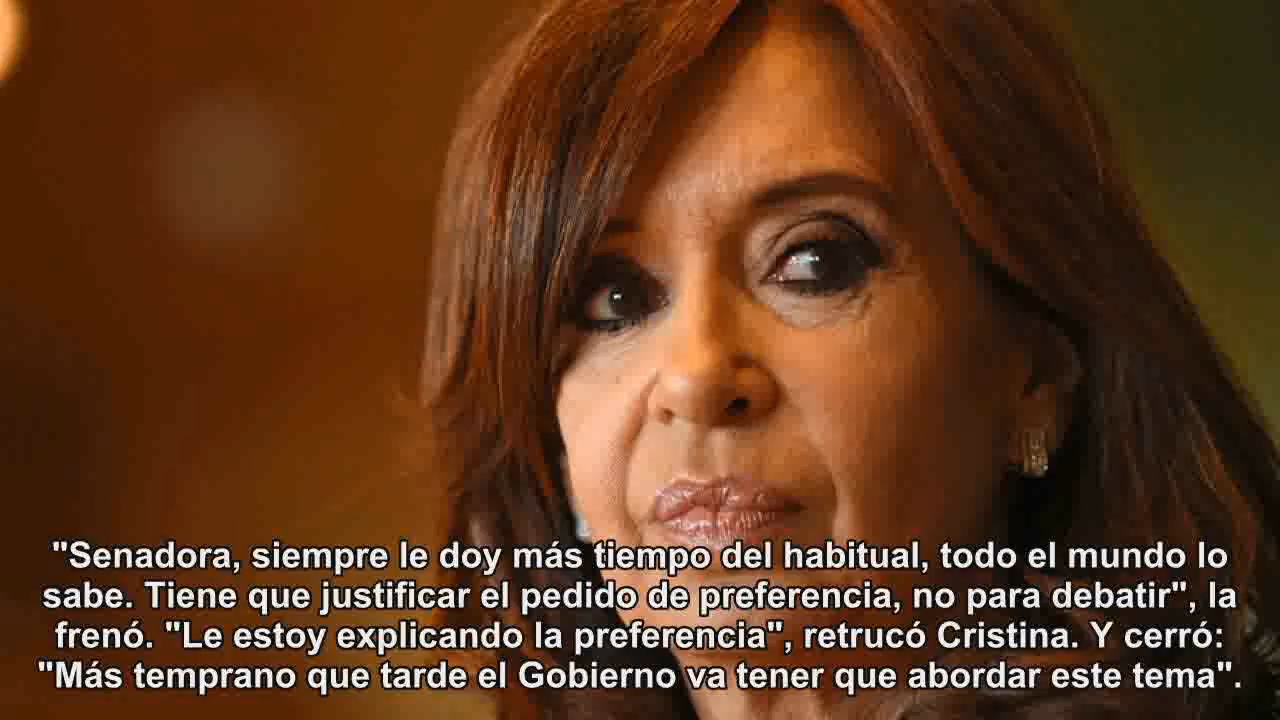 "Senadora, siempre le doy más tiempo del habitual, todo el mundo lo
sabe. Tiene que justificar el pedido de preferencia, no para debatir", la
frenó. "Le estoy explicando la preferencia", retrucó Cristina. Y cerró:
"Más temprano que tarde el Gobierno va tener que abordar este tema".